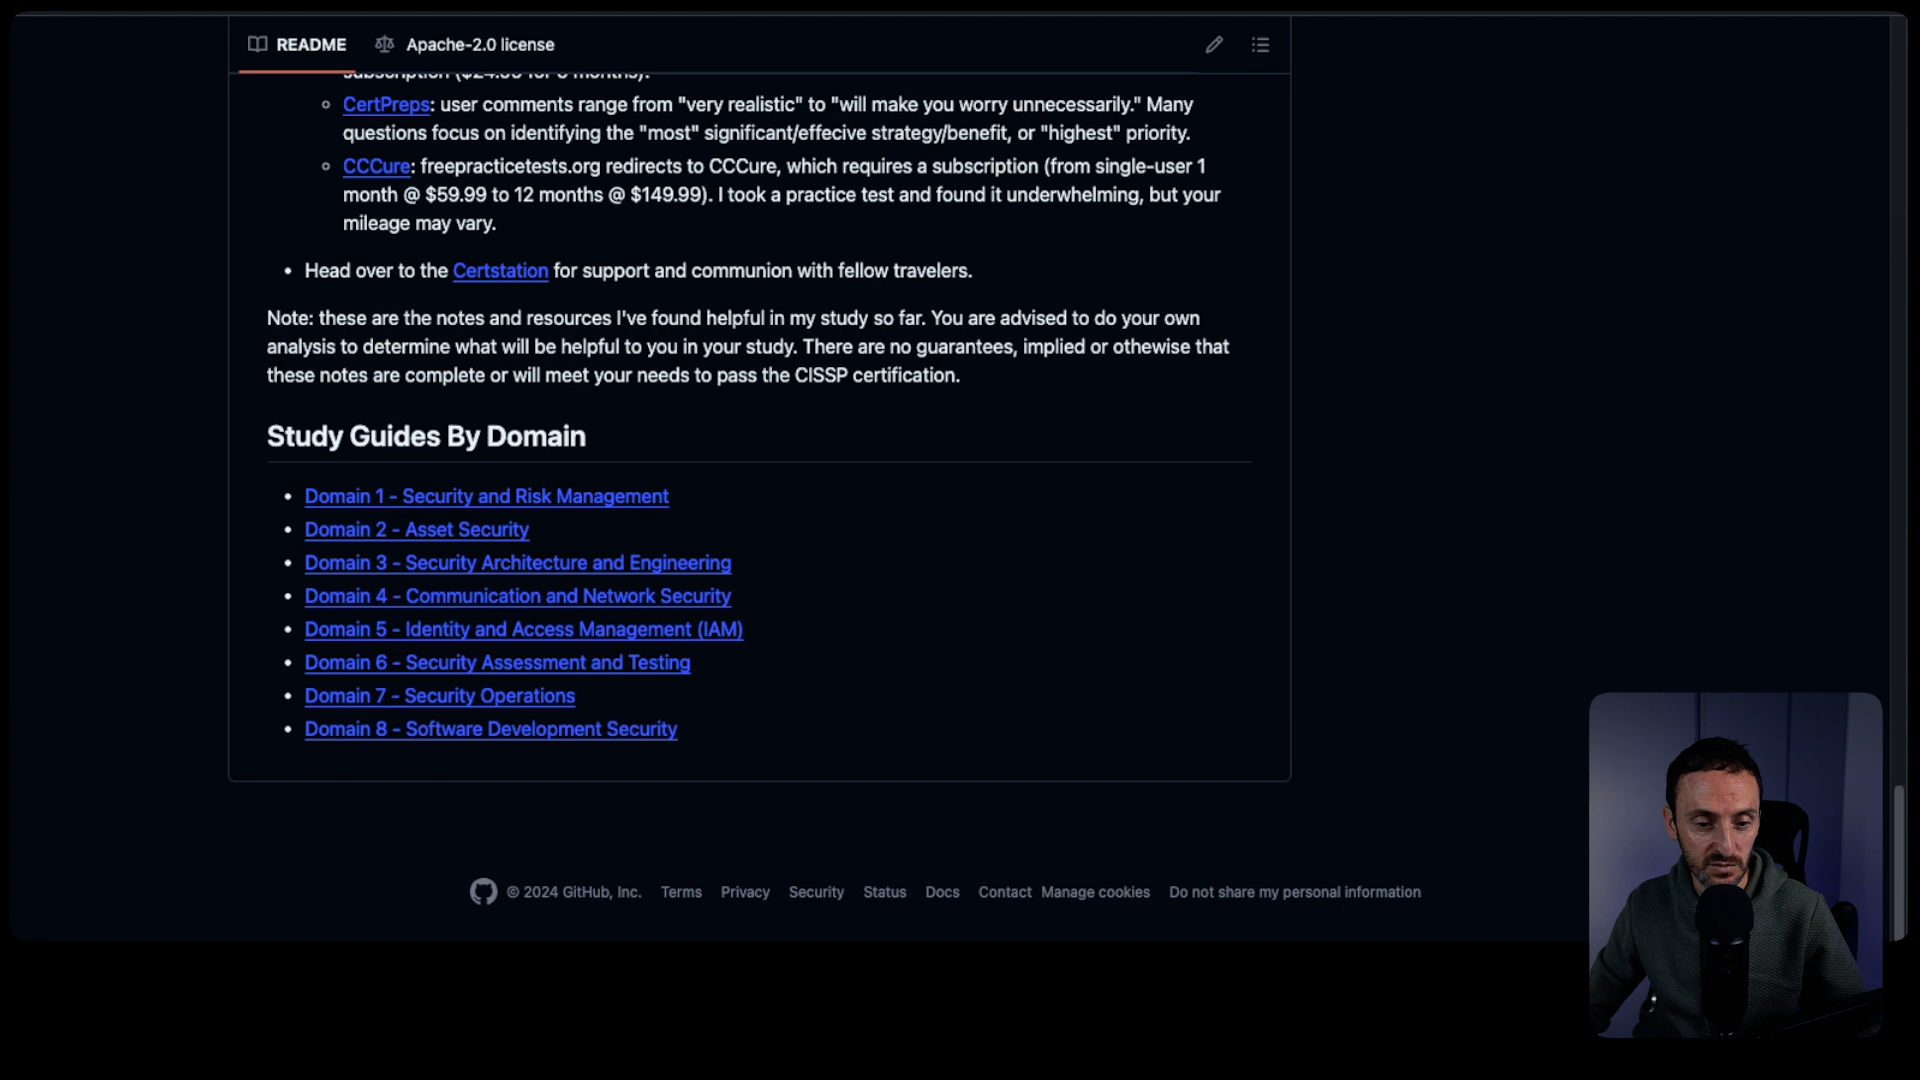 README Apache-2.0 license
subscription ($24.99 for 6 months).
CertPreps: user comments range from "very realistic" to "will make you worry unnecessarily." Many
questions focus on identifying the "most" significant/effecive strategy/benefit, or "highest" priority.
CCCure: freepracticetests.org redirects to CCCure, which requires a subscription (from single-user 1
month @ $59.99 to 12 months @ $149.99). I took a practice test and found it underwhelming, but your
mileage may vary.
Head over to the Certstation for support and communion with fellow travelers.
Note: these are the notes and resources I've found helpful in my study so far. You are advised to do your own
analysis to determine what will be helpful to you in your study. There are no guarantees, implied or othewise that
these notes are complete or will meet your needs to pass the CISSP certification.
Study Guides By Domain
Domain 1 - Security and Risk Management
Domain 2 - Asset Security
Domain 3 - Security Architecture and Engineering
Domain 4 - Communication and Network Security
Domain 5 - Identity and Access Management (IAM)
Domain 6 - Security Assessment and Testing
Domain 7 - Security Operations
Domain 8 - Software Development Security
© 2024 GitHub, Inc. Terms Privacy Security Status Docs Contact Manage cookies Do not share my personal information